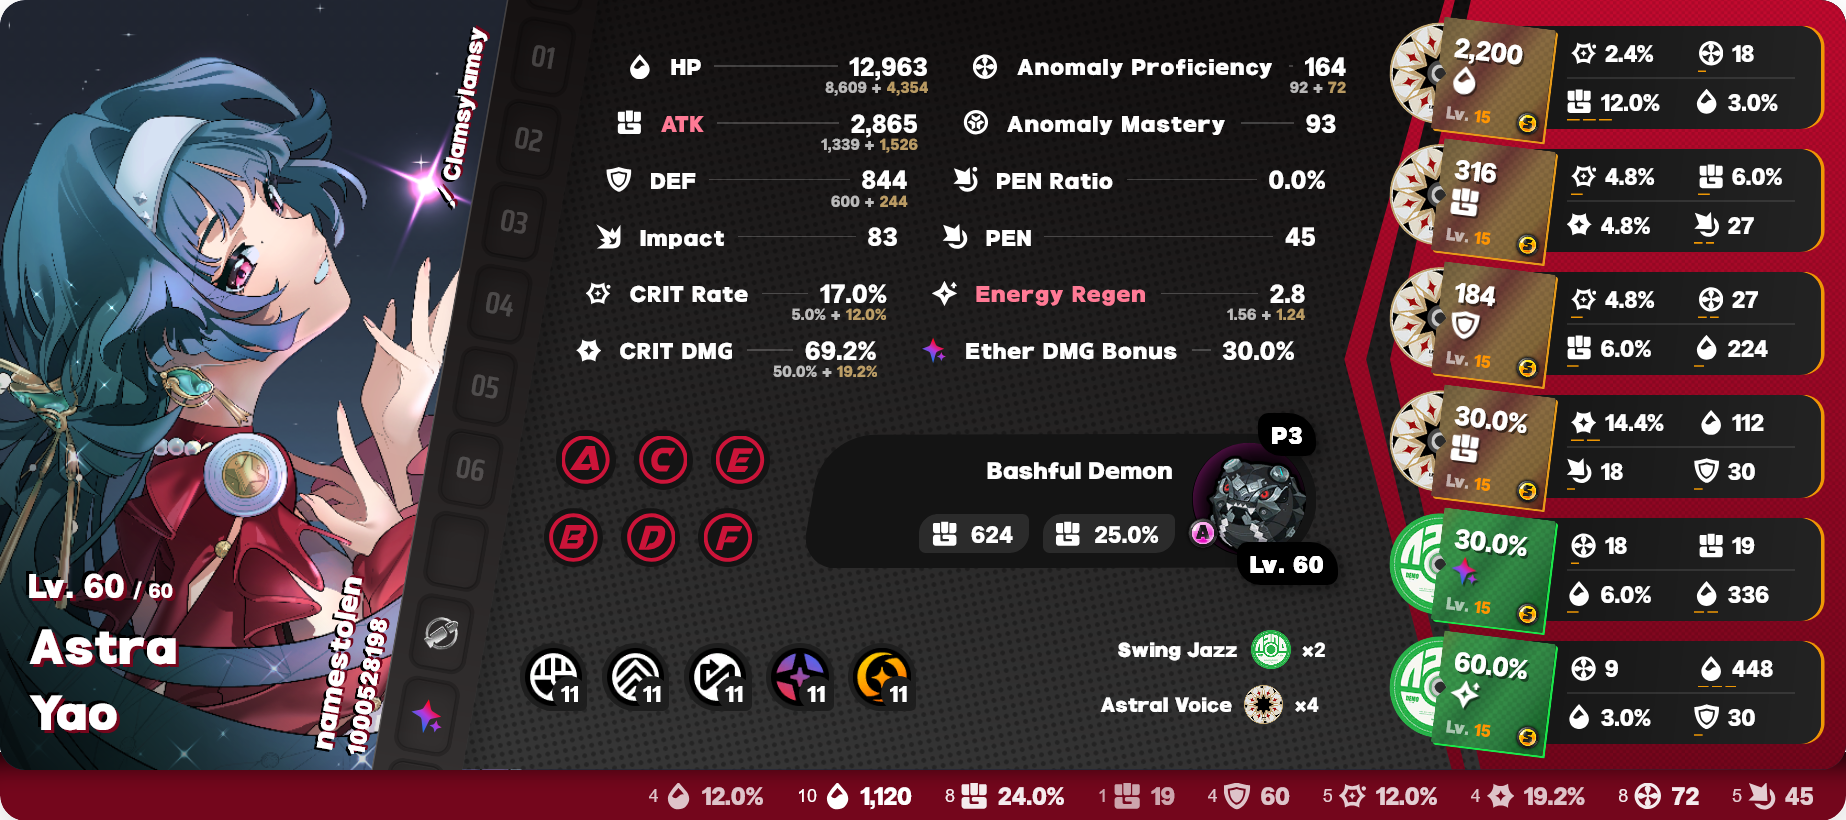 Clamsylamsy
Lv. 60 / 60
Astra
Yao
namestolen
1000528198
01
02
03
04
05
06
HP 12,963
8,609 + 4,354
ATK 2,865
1,339 + 1,526
DEF 844
600 + 244
Impact 83
CRIT Rate 17.0%
5.0% + 12.0%
CRIT DMG 69.2%
50.0% + 19.2%
Anomaly Proficiency 164
92 + 72
Anomaly Mastery 93
PEN Ratio 0.0%
PEN 45
Energy Regen 2.8
1.56 + 1.24
Ether DMG Bonus 30.0%
A C E
B D F
P3
Bashful Demon
624 25.0%
A
Lv. 60
11 11 11 11 11
Swing Jazz ×2
Astral Voice ×4
2,200
Lv. 15
S
2.4% 18
12.0% 3.0%
316
Lv. 15
S
4.8% 6.0%
4.8% 27
184
Lv. 15
S
4.8% 27
6.0% 224
30.0%
Lv. 15
S
14.4% 112
18 30
30.0%
Lv. 15
S
18 19
6.0% 336
60.0%
Lv. 15
S
9 448
3.0% 30
4 12.0% 10 1,120 8 24.0% 1 19 4 60 5 12.0% 4 19.2% 8 72 5 45